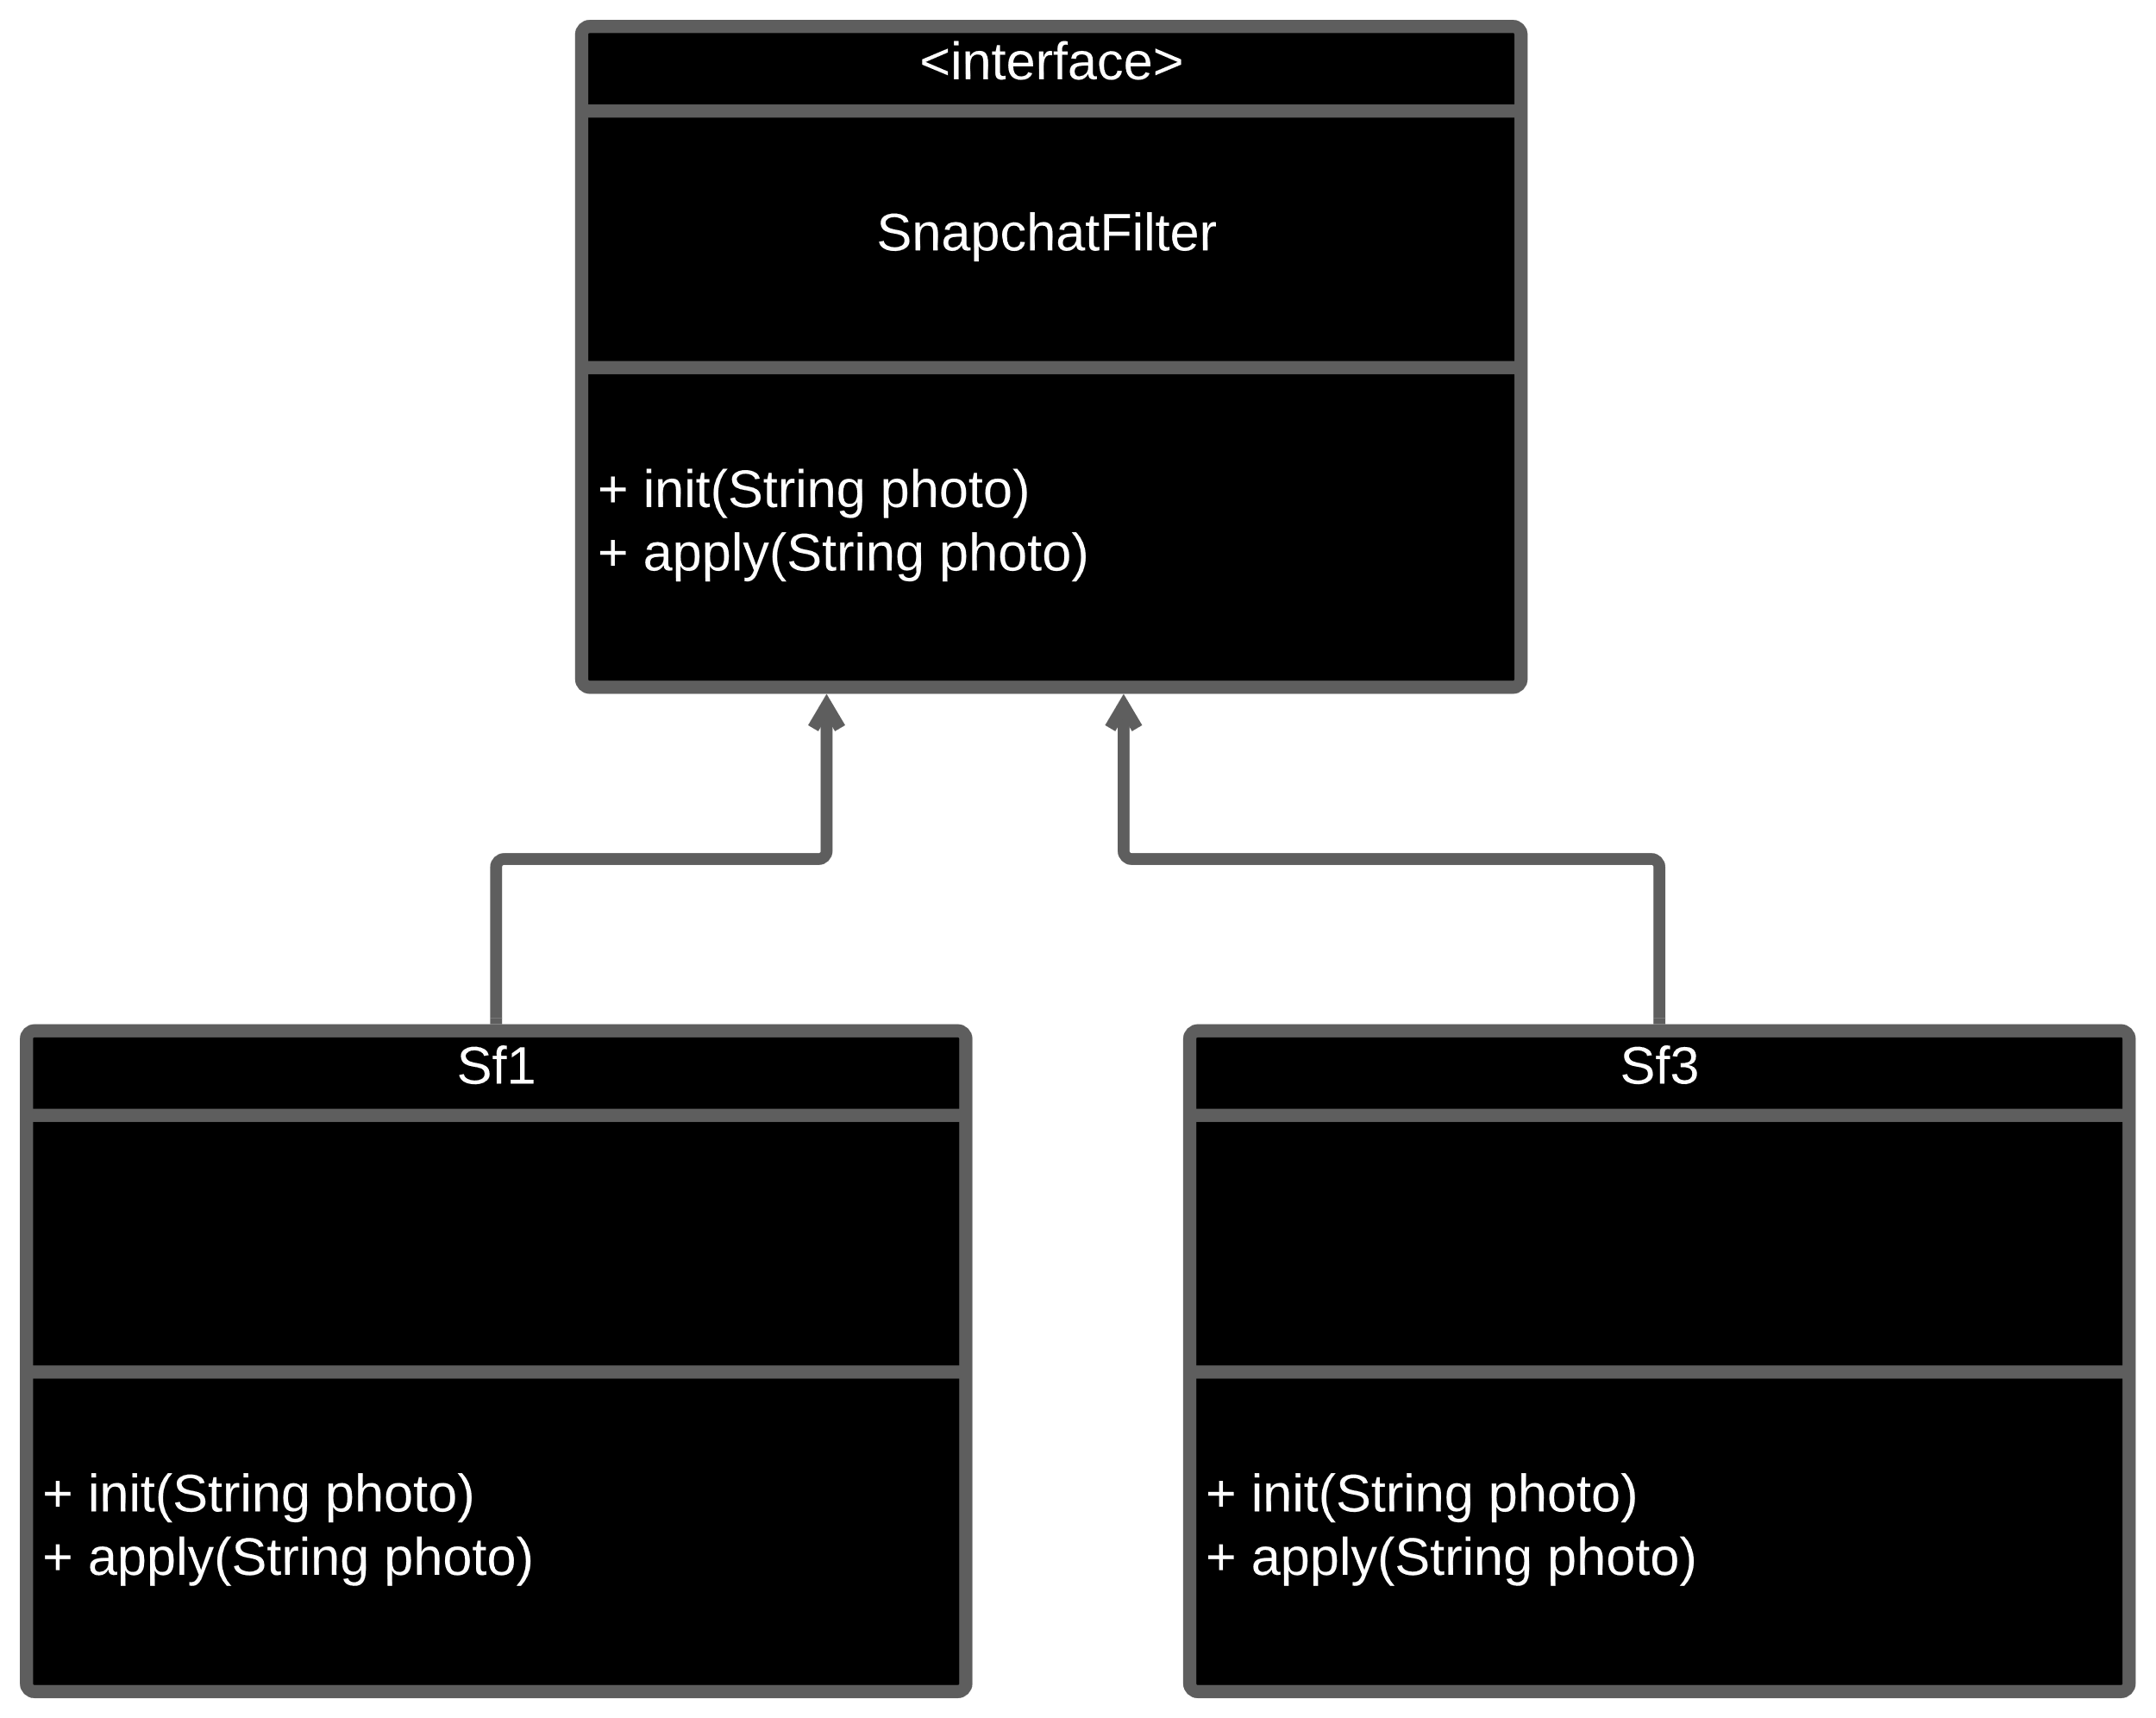 <interface>
SnapchatFilter
+ init(String photo)
+ apply(String photo)
Sf1
+ init(String photo)
+ apply(String photo)
Sf3
+ init(String photo)
+ apply(String photo)